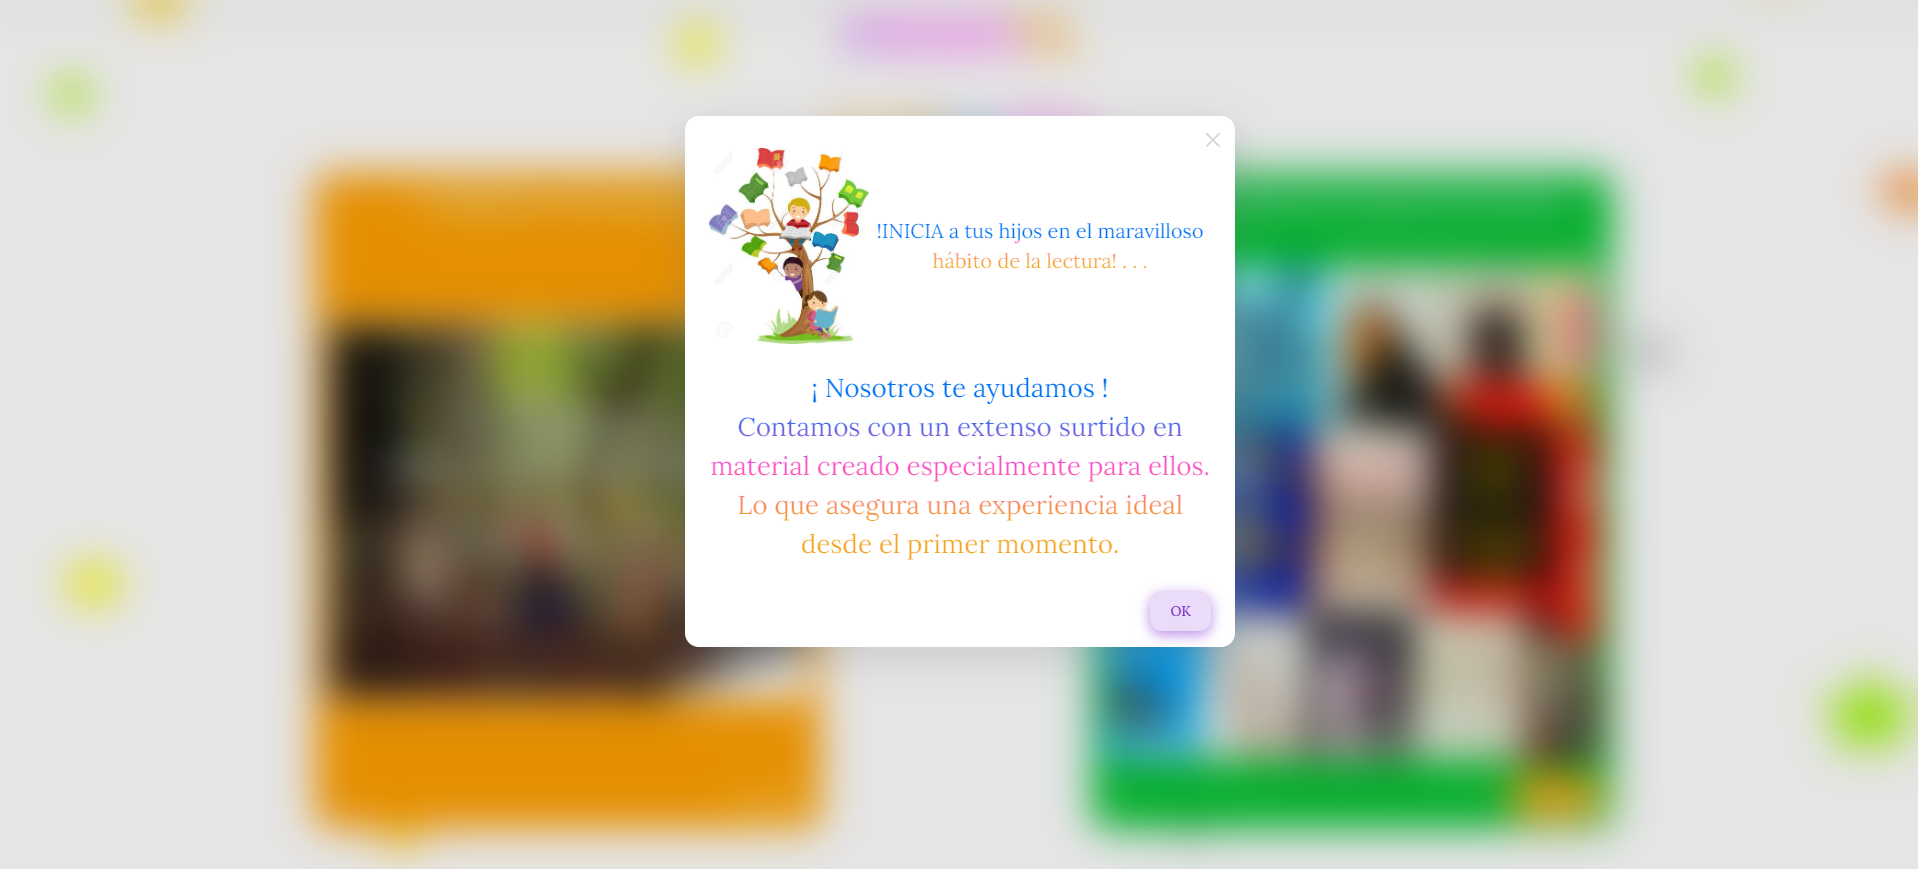 !INICIA a tus hijos en el maravilloso
hábito de la lectura! . . .
¡ Nosotros te ayudamos !
Contamos con un extenso surtido en
material creado especialmente para ellos.
Lo que asegura una experiencia ideal
desde el primer momento.
OK